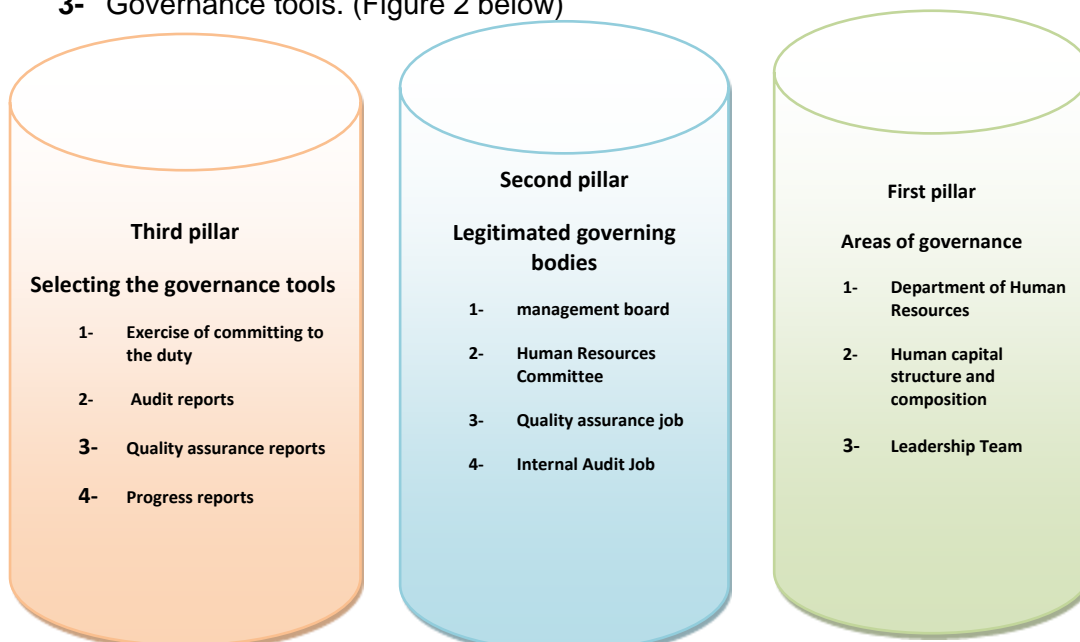 3- Governance tools. (Figure 2 below)
Third pillar
Selecting the governance tools
1- Exercise of committing to
the duty
2- Audit reports
3- Quality assurance reports
4- Progress reports
Second pillar
Legitimated governing
bodies
1- management board
2- Human Resources
Committee
3- Quality assurance job
4- Internal Audit Job
First pillar
Areas of governance
1- Department of Human
Resources
2- Human capital
structure and
composition
3- Leadership Team